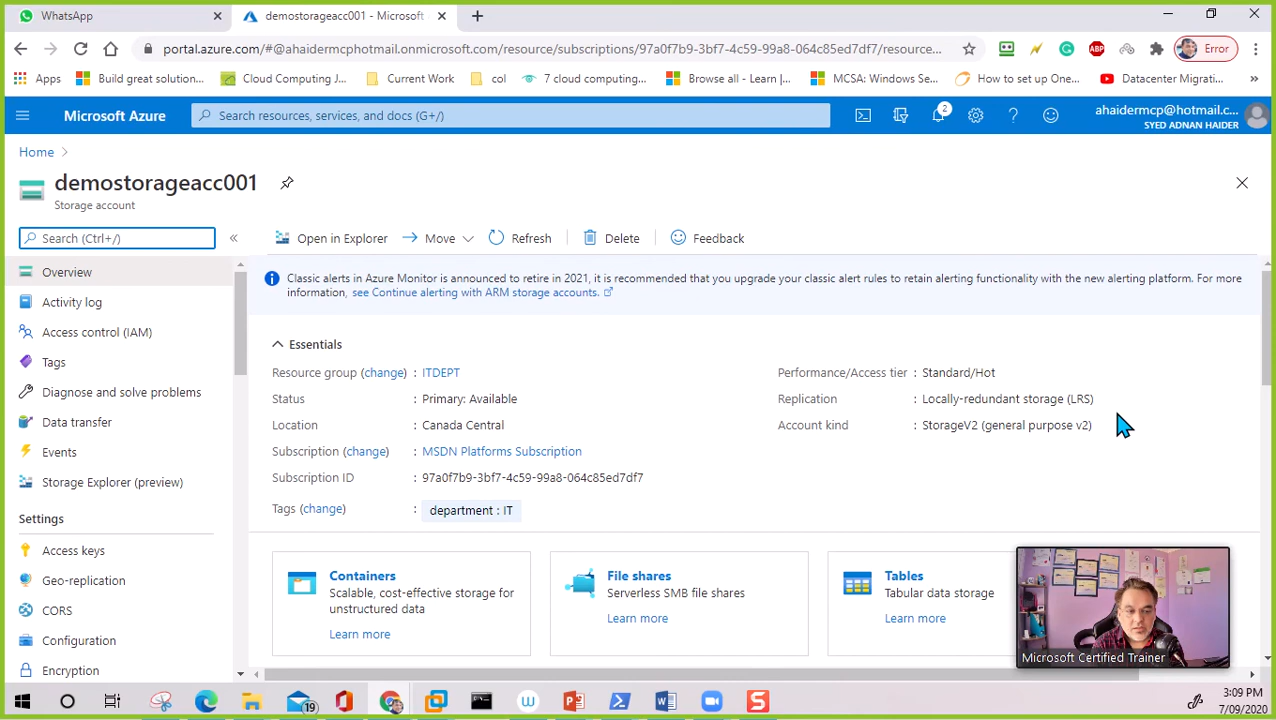 WhatsApp
demostorageacc001 - Microsoft
portal.azure.com/#@ahaidermcphotmail.onmicrosoft.com/resource/subscriptions/97a0f7b9-3bf7-4c59-99a8-064c85ed7df7/resource...
ABP
Error
Apps
Build great solution...
Cloud Computing J...
Current Work
col
7 cloud computing...
Browse all - Learn |...
MCSA: Windows Se...
How to set up One...
Datacenter Migrati...
»
Microsoft Azure
Search resources, services, and docs (G+/)
2
ahaidermcp@hotmail.c...
SYED ADNAN HAIDER
Home >
demostorageacc001
Storage account
Search (Ctrl+/)
«
Open in Explorer
Move
Refresh
Delete
Feedback
Overview
Activity log
Access control (IAM)
Tags
Diagnose and solve problems
Data transfer
Events
Storage Explorer (preview)
Settings
Access keys
Geo-replication
CORS
Configuration
Encryption
Classic alerts in Azure Monitor is announced to retire in 2021, it is recommended that you upgrade your classic alert rules to retain alerting functionality with the new alerting platform. For more
information, see Continue alerting with ARM storage accounts.
Essentials
Resource group (change) : ITDEPT
Status : Primary: Available
Location : Canada Central
Subscription (change) : MSDN Platforms Subscription
Subscription ID : 97a0f7b9-3bf7-4c59-99a8-064c85ed7df7
Tags (change) : department : IT
Performance/Access tier : Standard/Hot
Replication : Locally-redundant storage (LRS)
Account kind : StorageV2 (general purpose v2)
Containers
Scalable, cost-effective storage for
unstructured data
Learn more
File shares
Serverless SMB file shares
Learn more
Tables
Tabular data storage
Learn more
Microsoft Certified Trainer
19
3:09 PM
7/09/2020